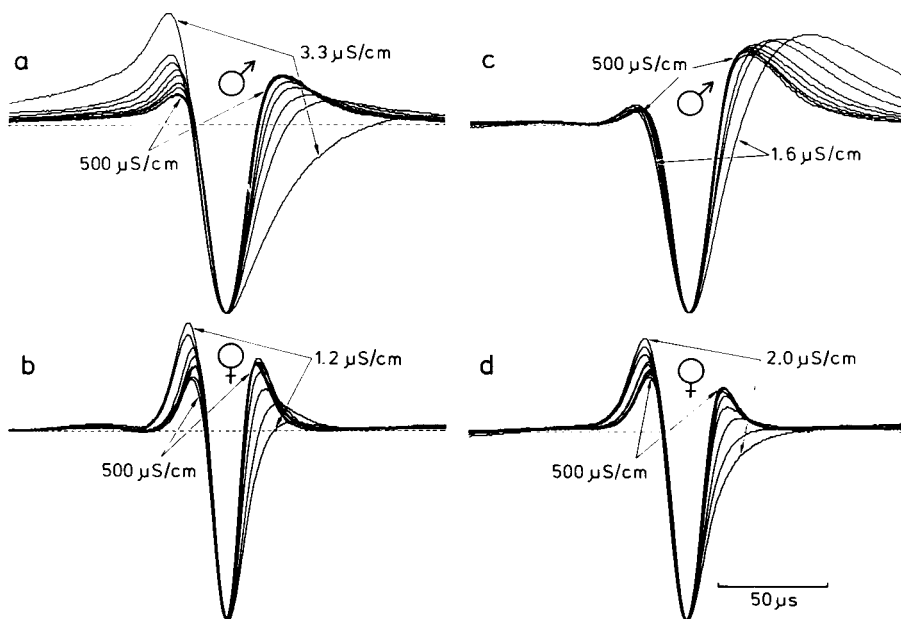 a
3.3 µS/cm
♂
500 µS/cm
b
♀
1.2 µS/cm
500 µS/cm
c
500 µS/cm
♂
1.6 µS/cm
d
♀
2.0 µS/cm
500 µS/cm
50 µs